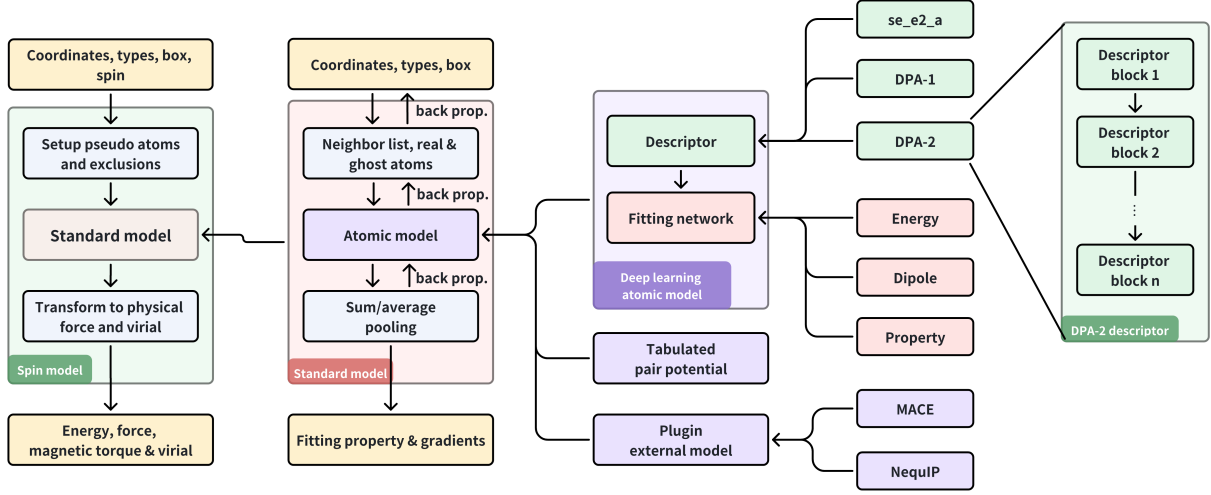 Coordinates, types, box,
spin
Setup pseudo atoms
and exclusions
Standard model
Transform to physical
force and virial
Spin model
Energy, force,
magnetic torque & virial
Coordinates, types, box
back prop.
Neighbor list, real &
ghost atoms
back prop.
Atomic model
back prop.
Sum/average
pooling
Standard model
Fitting property & gradients
Descriptor
Fitting network
Deep learning
atomic model
Tabulated
pair potential
Plugin
external model
se_e2_a
DPA-1
DPA-2
Energy
Dipole
Property
MACE
NequIP
Descriptor
block 1
Descriptor
block 2
⋮
Descriptor
block n
DPA-2 descriptor